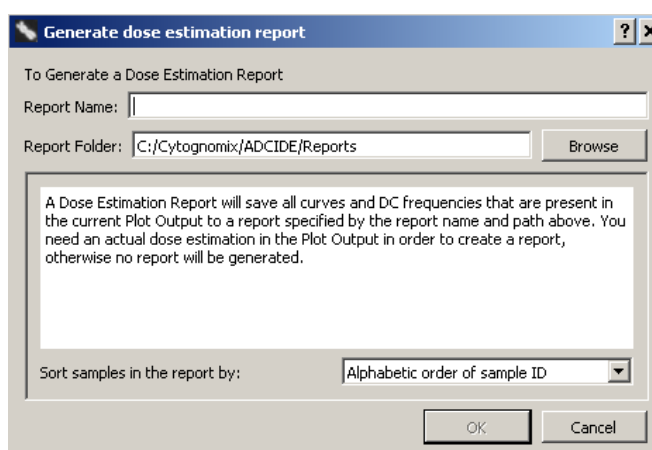 Generate dose estimation report
To Generate a Dose Estimation Report
Report Name:
Report Folder: C:/Cytognomix/ADCIDE/Reports Browse
A Dose Estimation Report will save all curves and DC frequencies that are present in
the current Plot Output to a report specified by the report name and path above. You
need an actual dose estimation in the Plot Output in order to create a report,
otherwise no report will be generated.
Sort samples in the report by: Alphabetic order of sample ID
OK Cancel